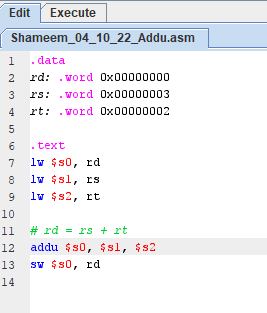 Edit Execute
Shameem_04_10_22_Addu.asm
1 .data
2 rd: .word 0x00000000
3 rs: .word 0x00000003
4 rt: .word 0x00000002
5
6 .text
7 lw $s0, rd
8 lw $s1, rs
9 lw $s2, rt
10
11 # rd = rs + rt
12 addu $s0, $s1, $s2
13 sw $s0, rd
14